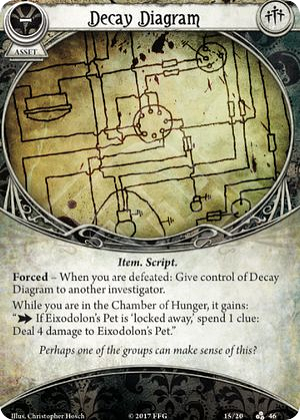 Decay Diagram
ASSET
Item. Script.
Forced – When you are defeated: Give control of Decay
Diagram to another investigator.
While you are in the Chamber of Hunger, it gains:
“ If Eixodolon's Pet is 'locked away,' spend 1 clue:
Deal 4 damage to Eixodolon's Pet.”
Perhaps one of the groups can make sense of this?
Illus. Christopher Hosch
© 2017 FFG
15/20
46